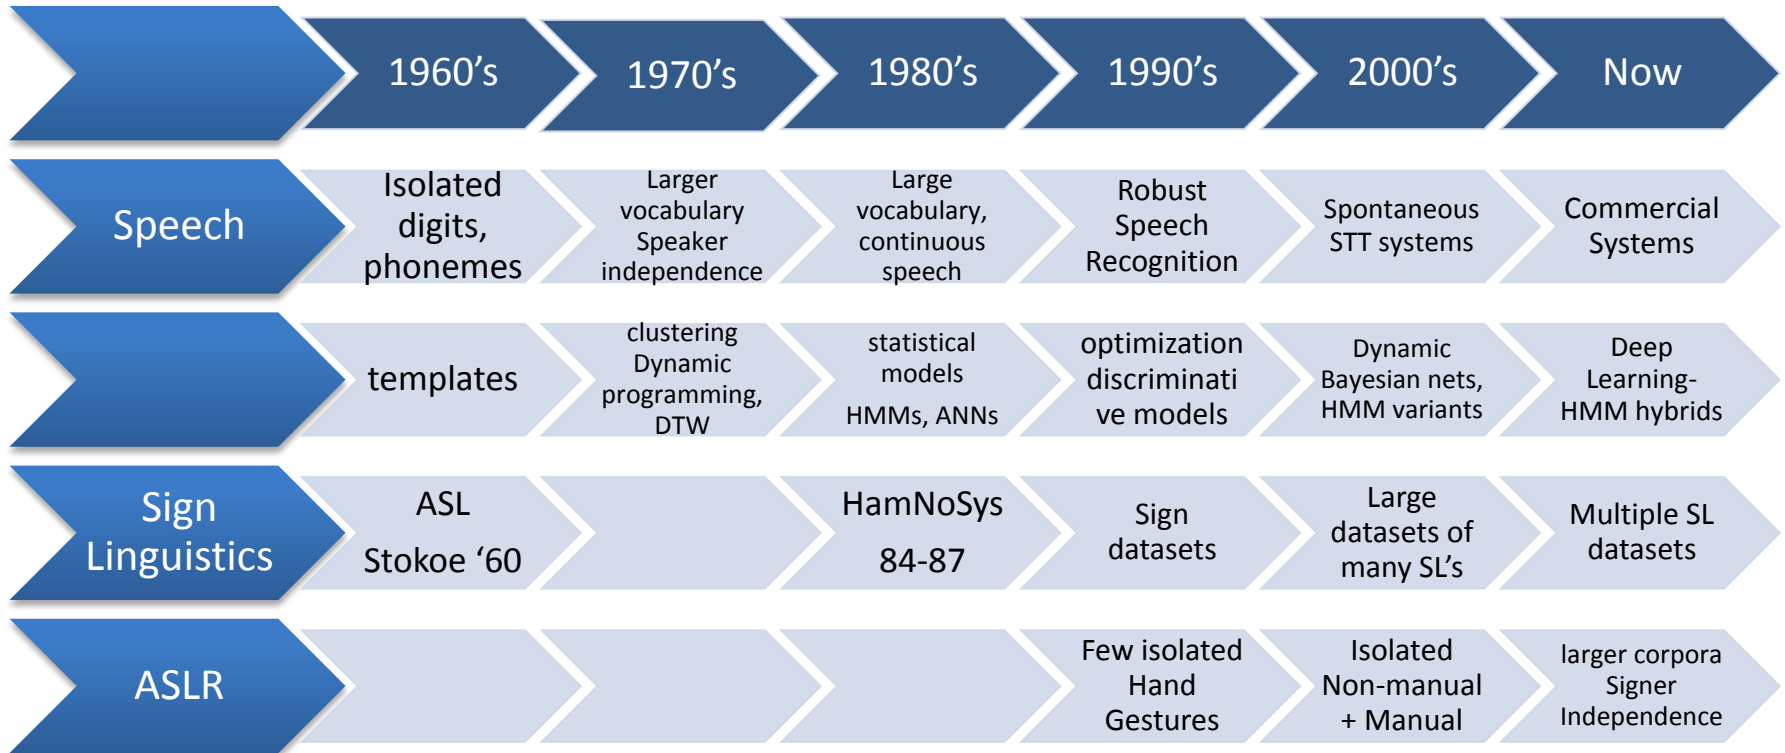 1960’s
1970’s
1980’s
1990’s
2000’s
Now
Speech
Isolated
digits,
phonemes
Larger
vocabulary
Speaker
independence
Large
vocabulary,
continuous
speech
Robust
Speech
Recognition
Spontaneous
STT systems
Commercial
Systems
templates
clustering
Dynamic
programming,
DTW
statistical
models
HMMs, ANNs
optimization
discriminati
ve models
Dynamic
Bayesian nets,
HMM variants
Deep
Learning-
HMM hybrids
Sign
Linguistics
ASL
Stokoe ‘60
HamNoSys
84-87
Sign
datasets
Large
datasets of
many SL’s
Multiple SL
datasets
ASLR
Few isolated
Hand
Gestures
Isolated
Non-manual
+ Manual
larger corpora
Signer
Independence